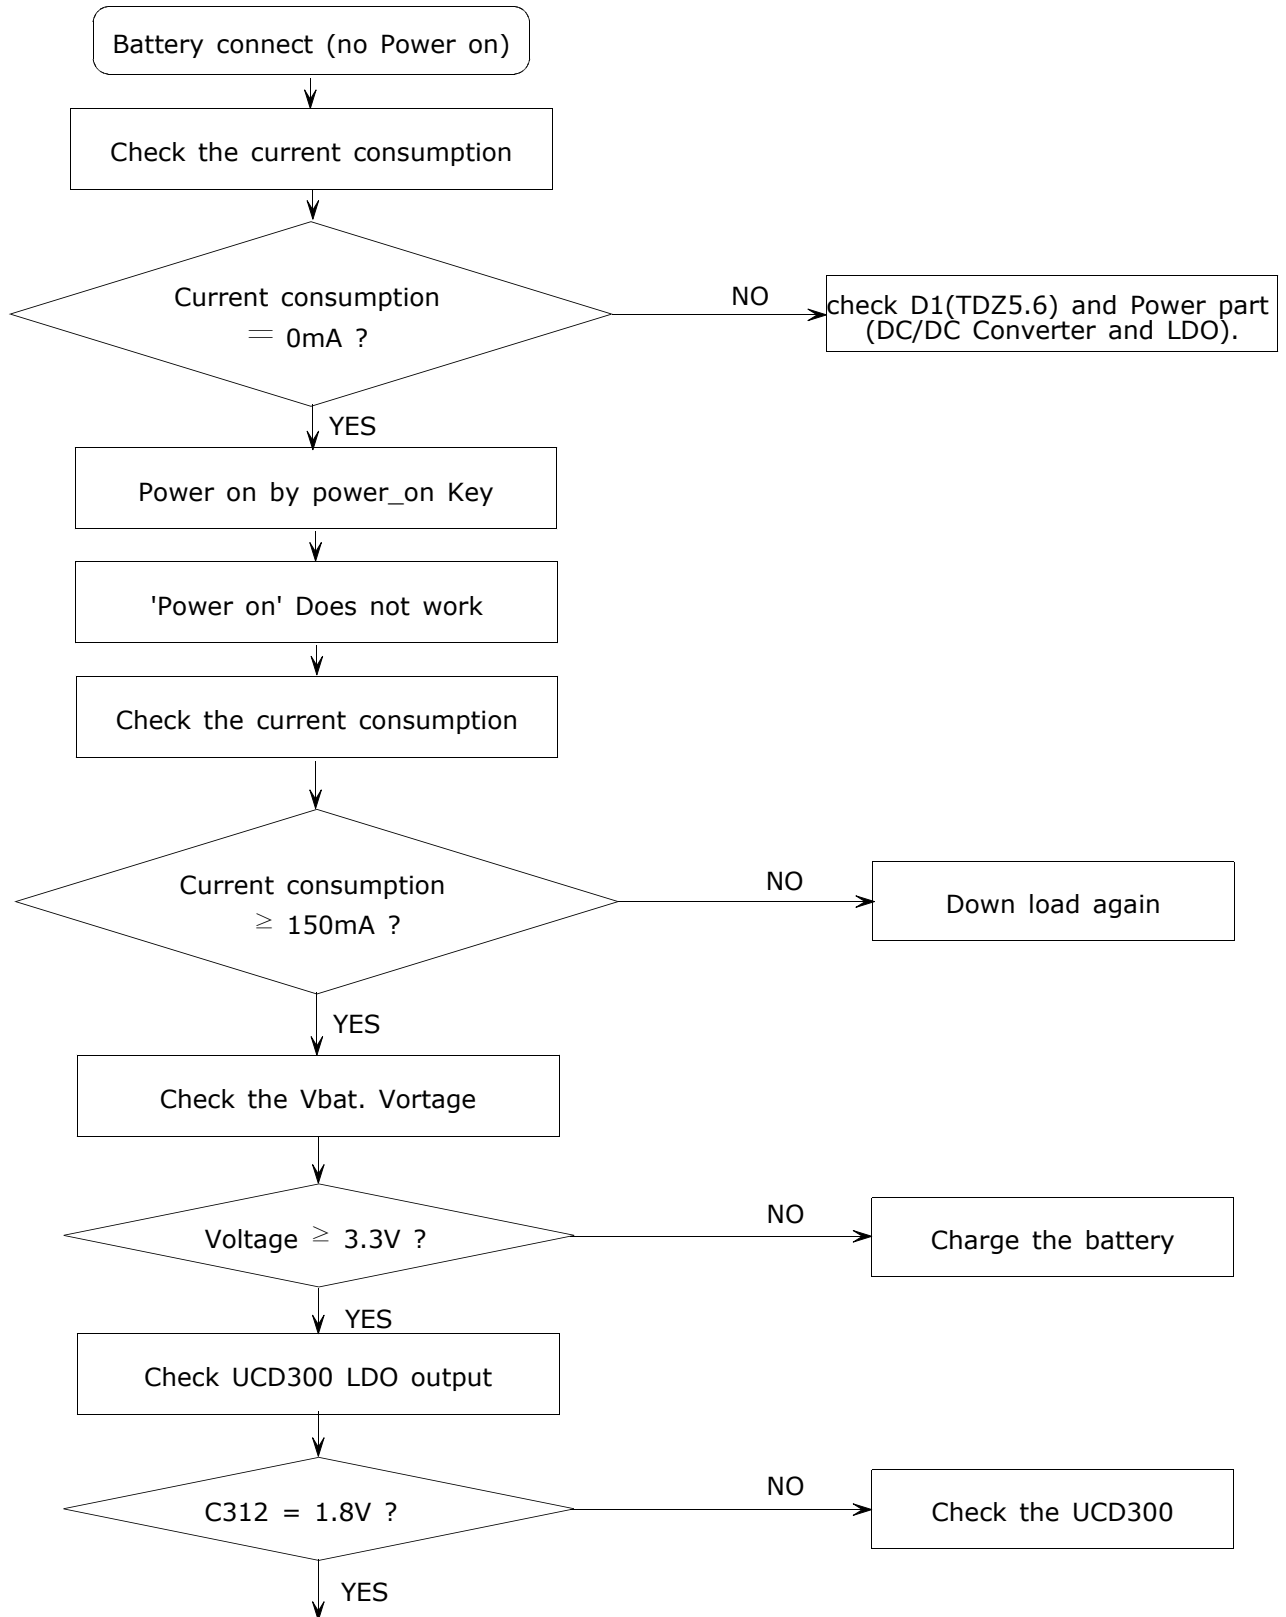 Battery connect (no Power on)
Check the current consumption
Current consumption
= 0mA ?
NO
check D1(TDZ5.6) and Power part
(DC/DC Converter and LDO).
YES
Power on by power_on Key
'Power on' Does not work
Check the current consumption
Current consumption
≥ 150mA ?
NO
Down load again
YES
Check the Vbat. Vortage
Voltage ≥ 3.3V ?
NO
Charge the battery
YES
Check UCD300 LDO output
C312 = 1.8V ?
NO
Check the UCD300
YES